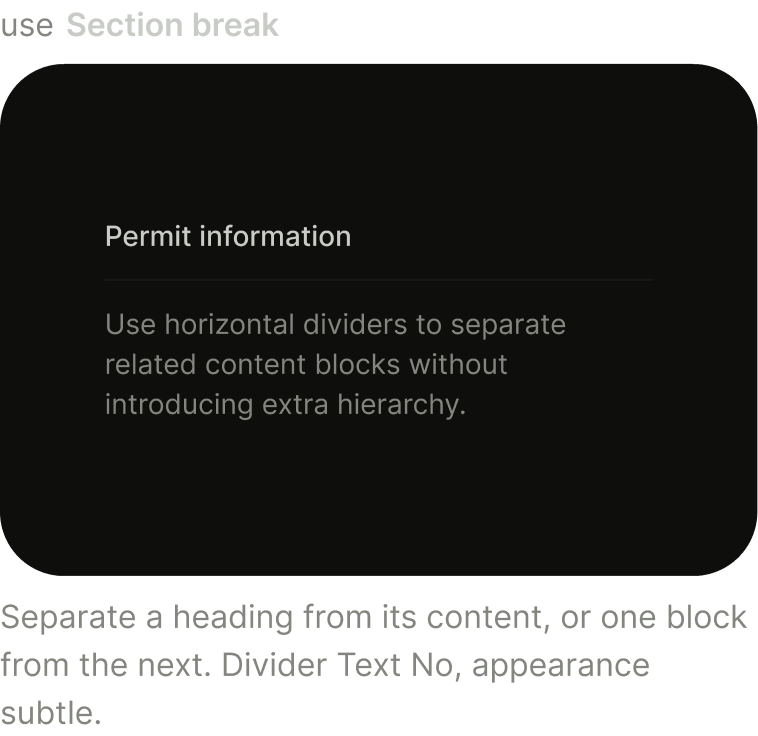 use Section break
Permit information
Use horizontal dividers to separate
related content blocks without
introducing extra hierarchy.
Separate a heading from its content, or one block
from the next. Divider Text No, appearance
subtle.